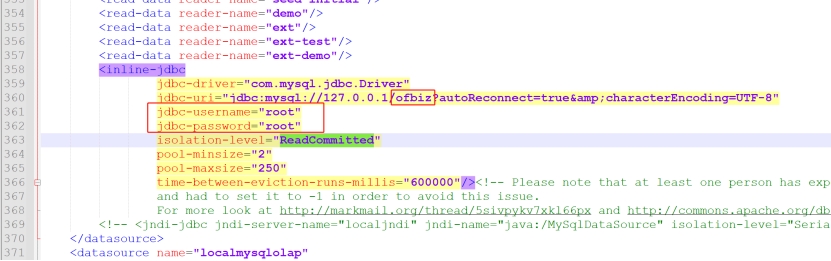 353 <read-data reader-name="seed-initial"/>
354 <read-data reader-name="demo"/>
355 <read-data reader-name="ext"/>
356 <read-data reader-name="ext-test"/>
357 <read-data reader-name="ext-demo"/>
358 <inline-jdbc
359 jdbc-driver="com.mysql.jdbc.Driver"
360 jdbc-uri="jdbc:mysql://127.0.0.1/ofbiz?autoReconnect=true&amp;characterEncoding=UTF-8"
361 jdbc-username="root"
362 jdbc-password="root"
363 isolation-level="ReadCommitted"
364 pool-minsize="2"
365 pool-maxsize="250"
366 time-between-eviction-runs-millis="600000"/><!-- Please note that at least one person has exp
367 and had to set it to -1 in order to avoid this issue.
368 For more look at http://markmail.org/thread/5sivpykv7xkl66px and http://commons.apache.org/db
369 <!-- <jndi-jdbc jndi-server-name="localjndi" jndi-name="java:/MySqlDataSource" isolation-level="Seria
370 </datasource>
371 <datasource name="localmysqlolap"